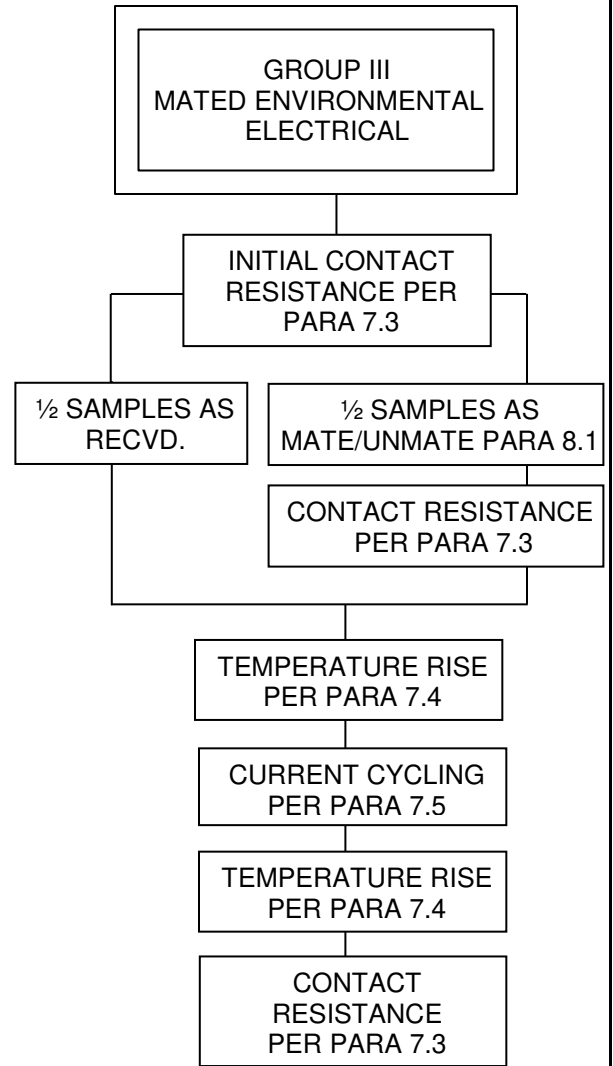 GROUP III
MATED ENVIRONMENTAL
ELECTRICAL
INITIAL CONTACT
RESISTANCE PER
PARA 7.3
½ SAMPLES AS
RECVD.
½ SAMPLES AS
MATE/UNMATE PARA 8.1
CONTACT RESISTANCE
PER PARA 7.3
TEMPERATURE RISE
PER PARA 7.4
CURRENT CYCLING
PER PARA 7.5
TEMPERATURE RISE
PER PARA 7.4
CONTACT
RESISTANCE
PER PARA 7.3